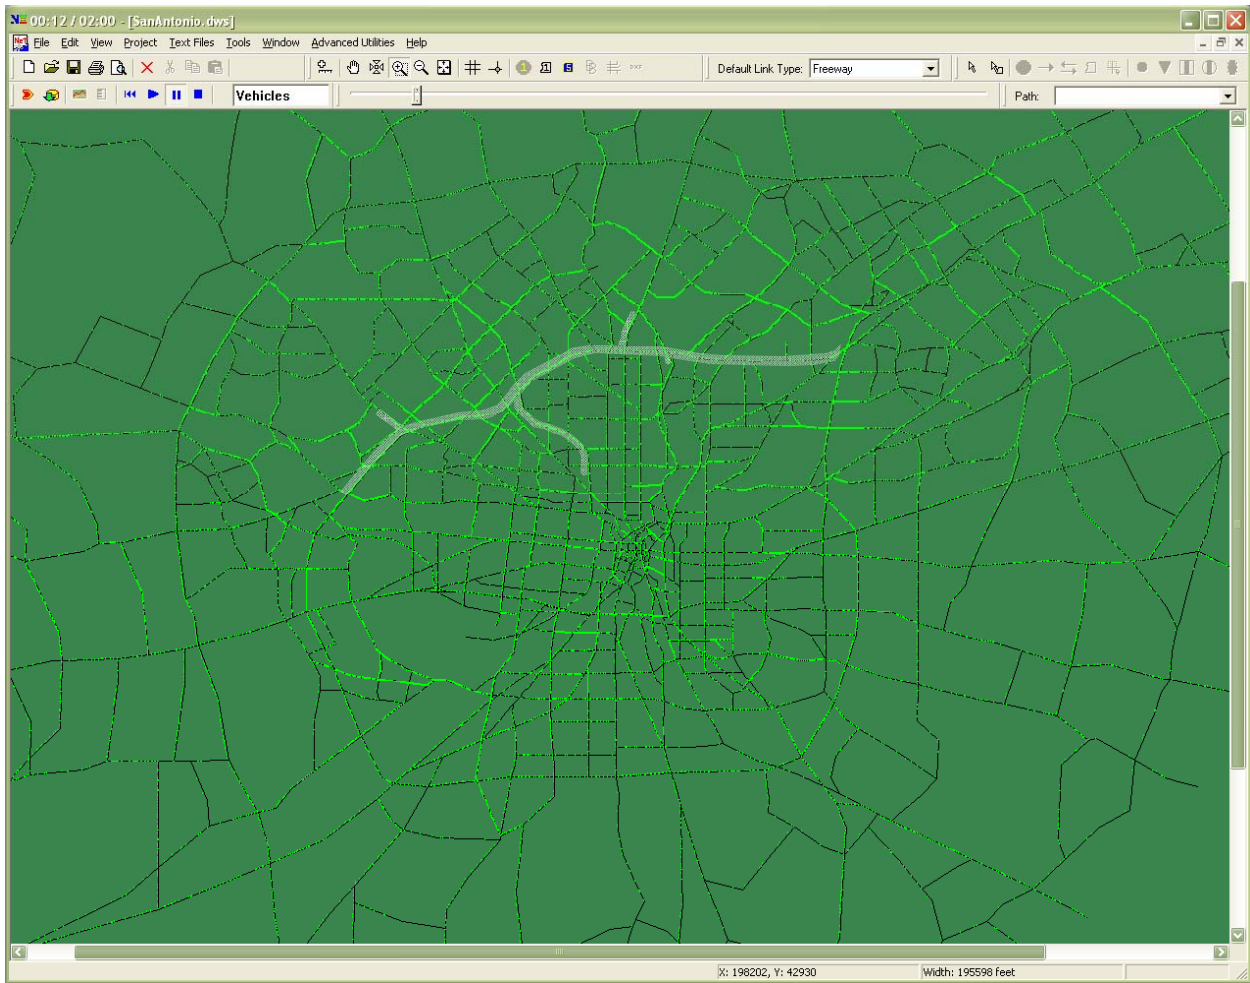 00:12 / 02:00 - [SanAntonio.dws]
File Edit View Project Text Files Tools Window Advanced Utilities Help
Default Link Type: Freeway
Vehicles
Path:
X: 198202, Y: 42930
Width: 195598 feet